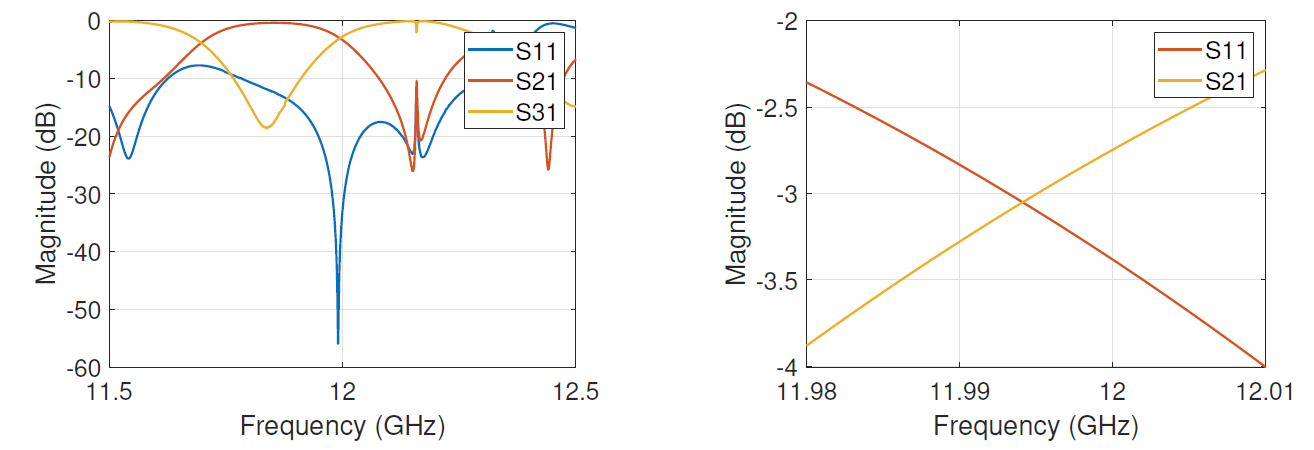 0
-10
-20
-30
-40
-50
-60
Magnitude (dB)
11.5
12
12.5
Frequency (GHz)
S11
S21
S31
-2
-2.5
-3
-3.5
-4
Magnitude (dB)
11.98
11.99
12
12.01
Frequency (GHz)
S11
S21